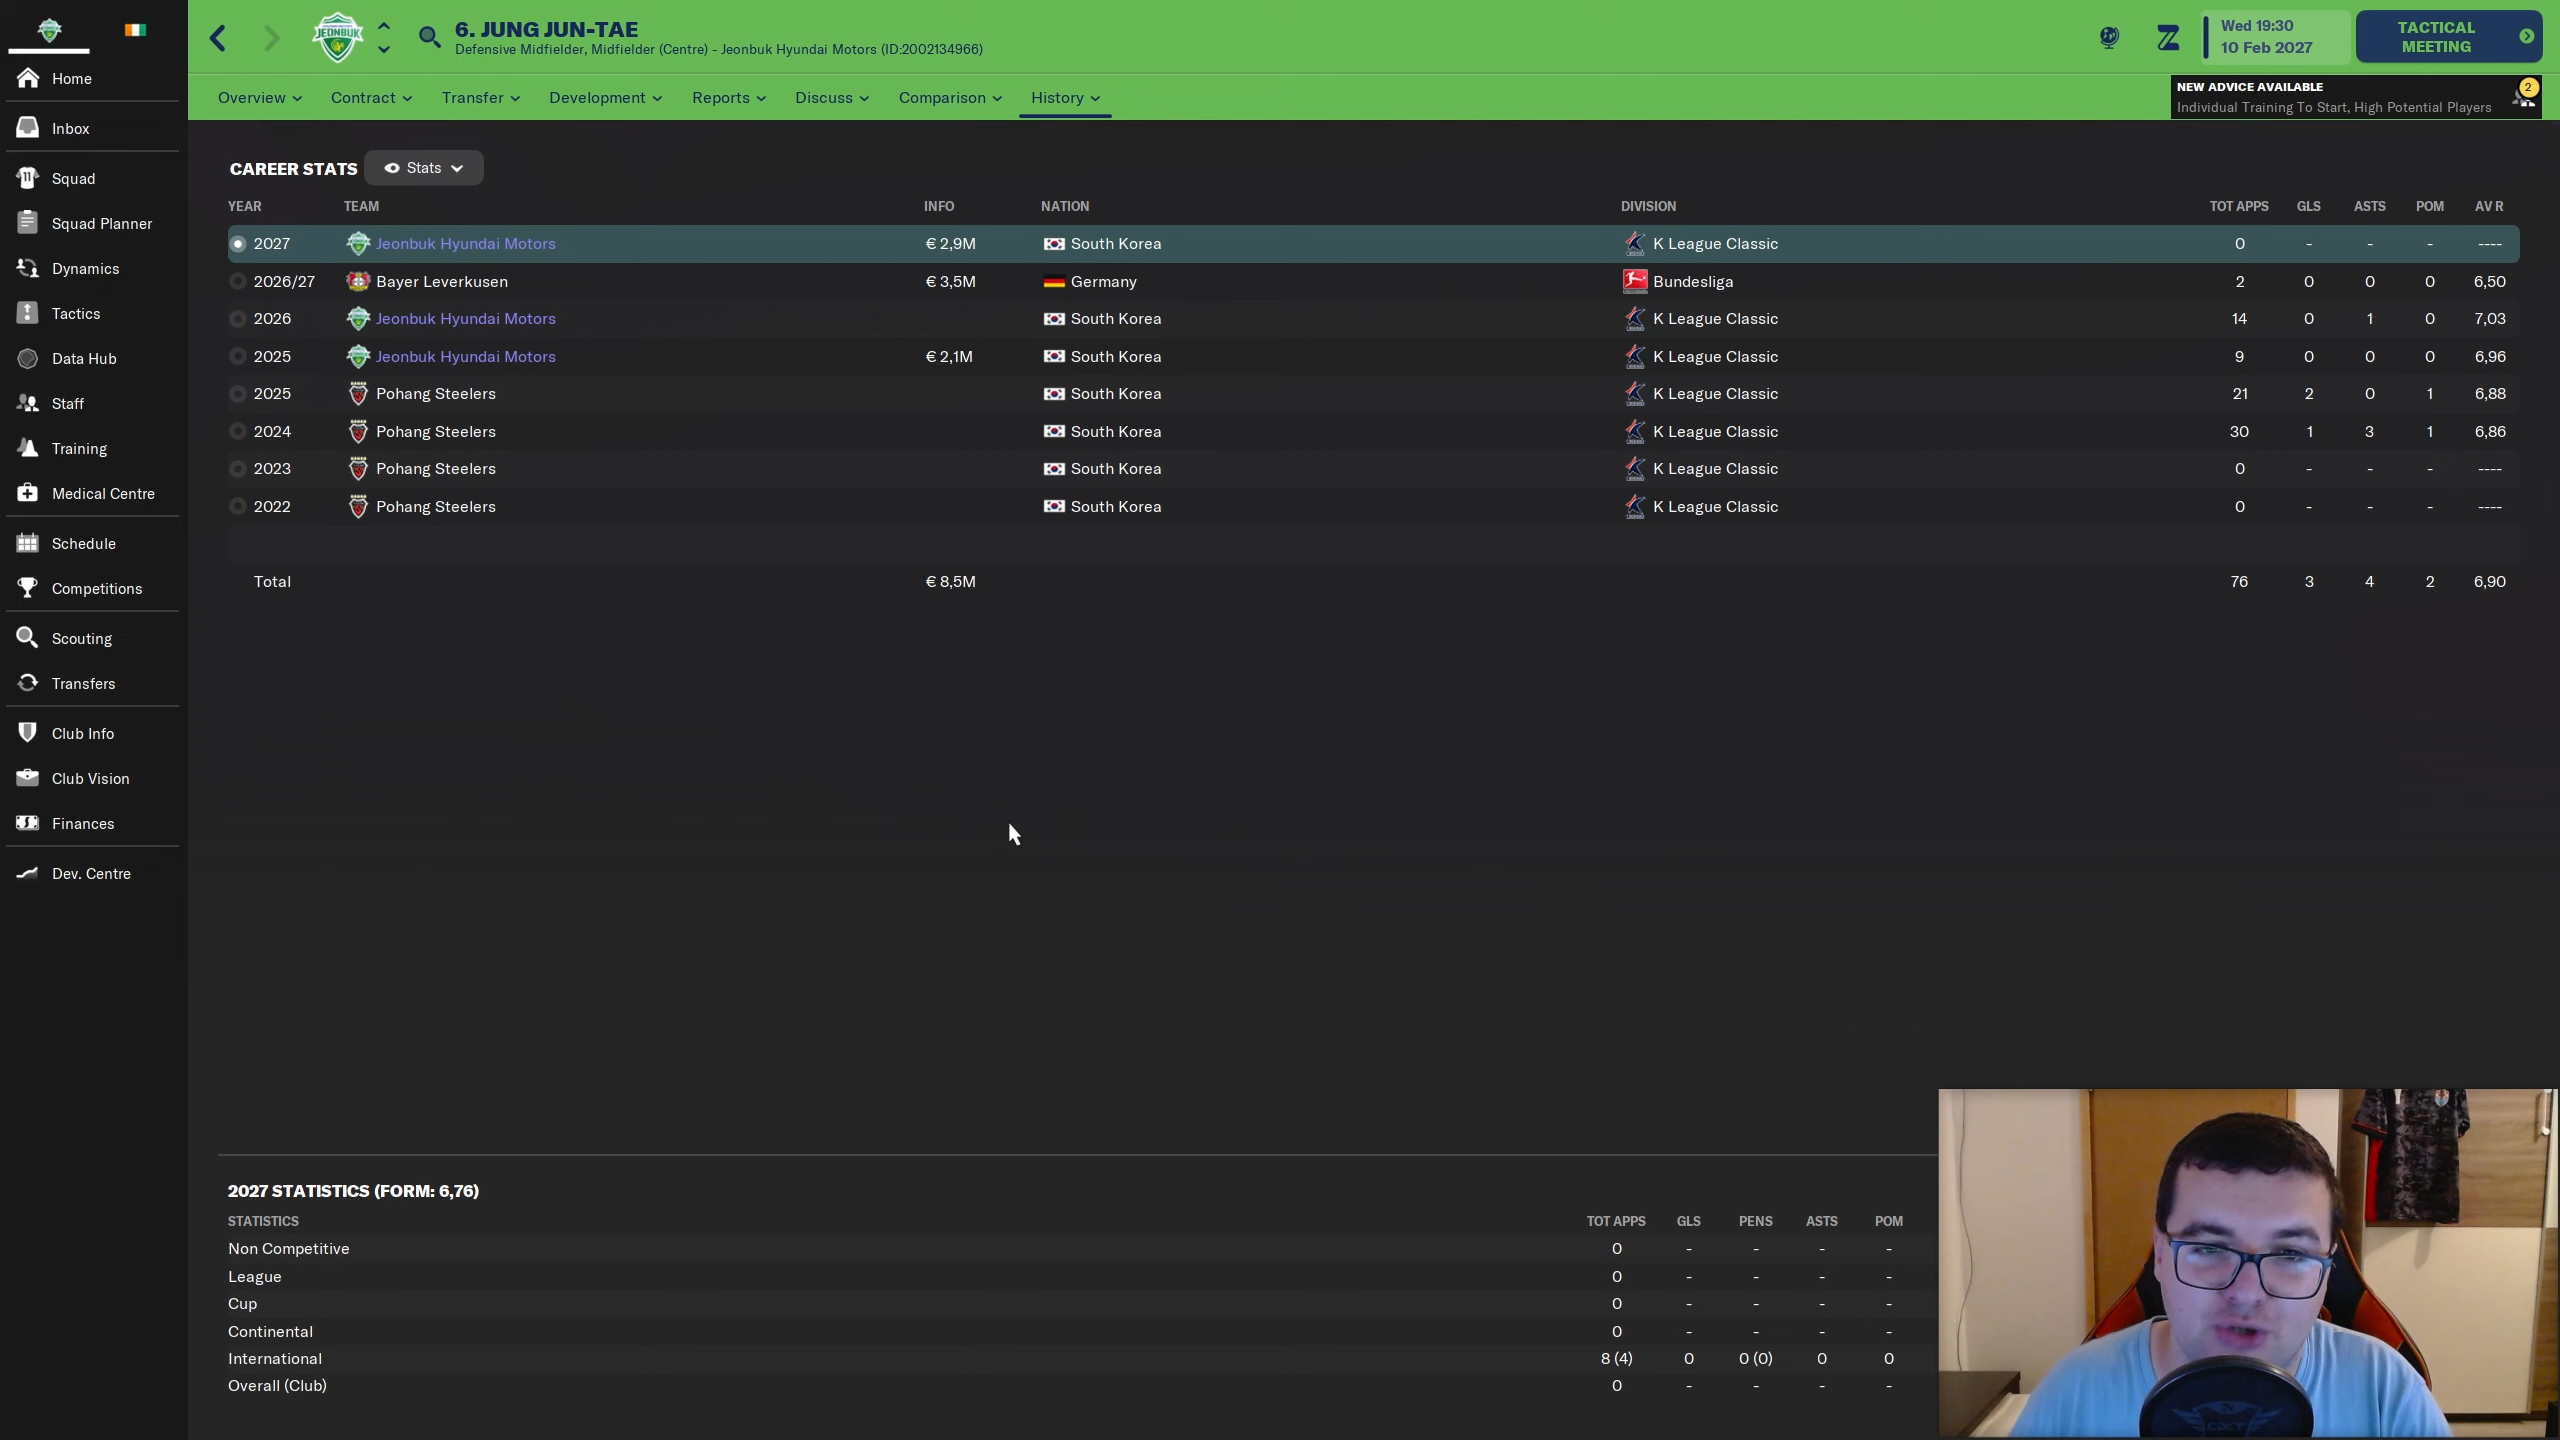 6. JUNG JUN-TAE
Defensive Midfielder, Midfielder (Centre) - Jeonbuk Hyundai Motors (ID:2002134966)
Wed 19:30
10 Feb 2027
TACTICAL
MEETING
Overview
Contract
Transfer
Development
Reports
Discuss
Comparison
History
NEW ADVICE AVAILABLE
Individual Training To Start, High Potential Players
2
Home
Inbox
Squad
Squad Planner
Dynamics
Tactics
Data Hub
Staff
Training
Medical Centre
Schedule
Competitions
Scouting
Transfers
Club Info
Club Vision
Finances
Dev. Centre
JEONBUK
CAREER STATS Stats
YEAR TEAM INFO NATION DIVISION TOT APPS GLS ASTS POM AV R
2027 Jeonbuk Hyundai Motors € 2,9M South Korea K League Classic 0 - - - ----
2026/27 Bayer Leverkusen € 3,5M Germany Bundesliga 2 0 0 0 6,50
2026 Jeonbuk Hyundai Motors South Korea K League Classic 14 0 1 0 7,03
2025 Jeonbuk Hyundai Motors € 2,1M South Korea K League Classic 9 0 0 0 6,96
2025 Pohang Steelers South Korea K League Classic 21 2 0 1 6,88
2024 Pohang Steelers South Korea K League Classic 30 1 3 1 6,86
2023 Pohang Steelers South Korea K League Classic 0 - - - ----
2022 Pohang Steelers South Korea K League Classic 0 - - - ----
Total € 8,5M 76 3 4 2 6,90
2027 STATISTICS (FORM: 6,76)
STATISTICS TOT APPS GLS PENS ASTS POM
Non Competitive 0 - - - -
League 0 - - - -
Cup 0 - - - -
Continental 0 - - - -
International 8 (4) 0 0 (0) 0 0
Overall (Club) 0 - - - -